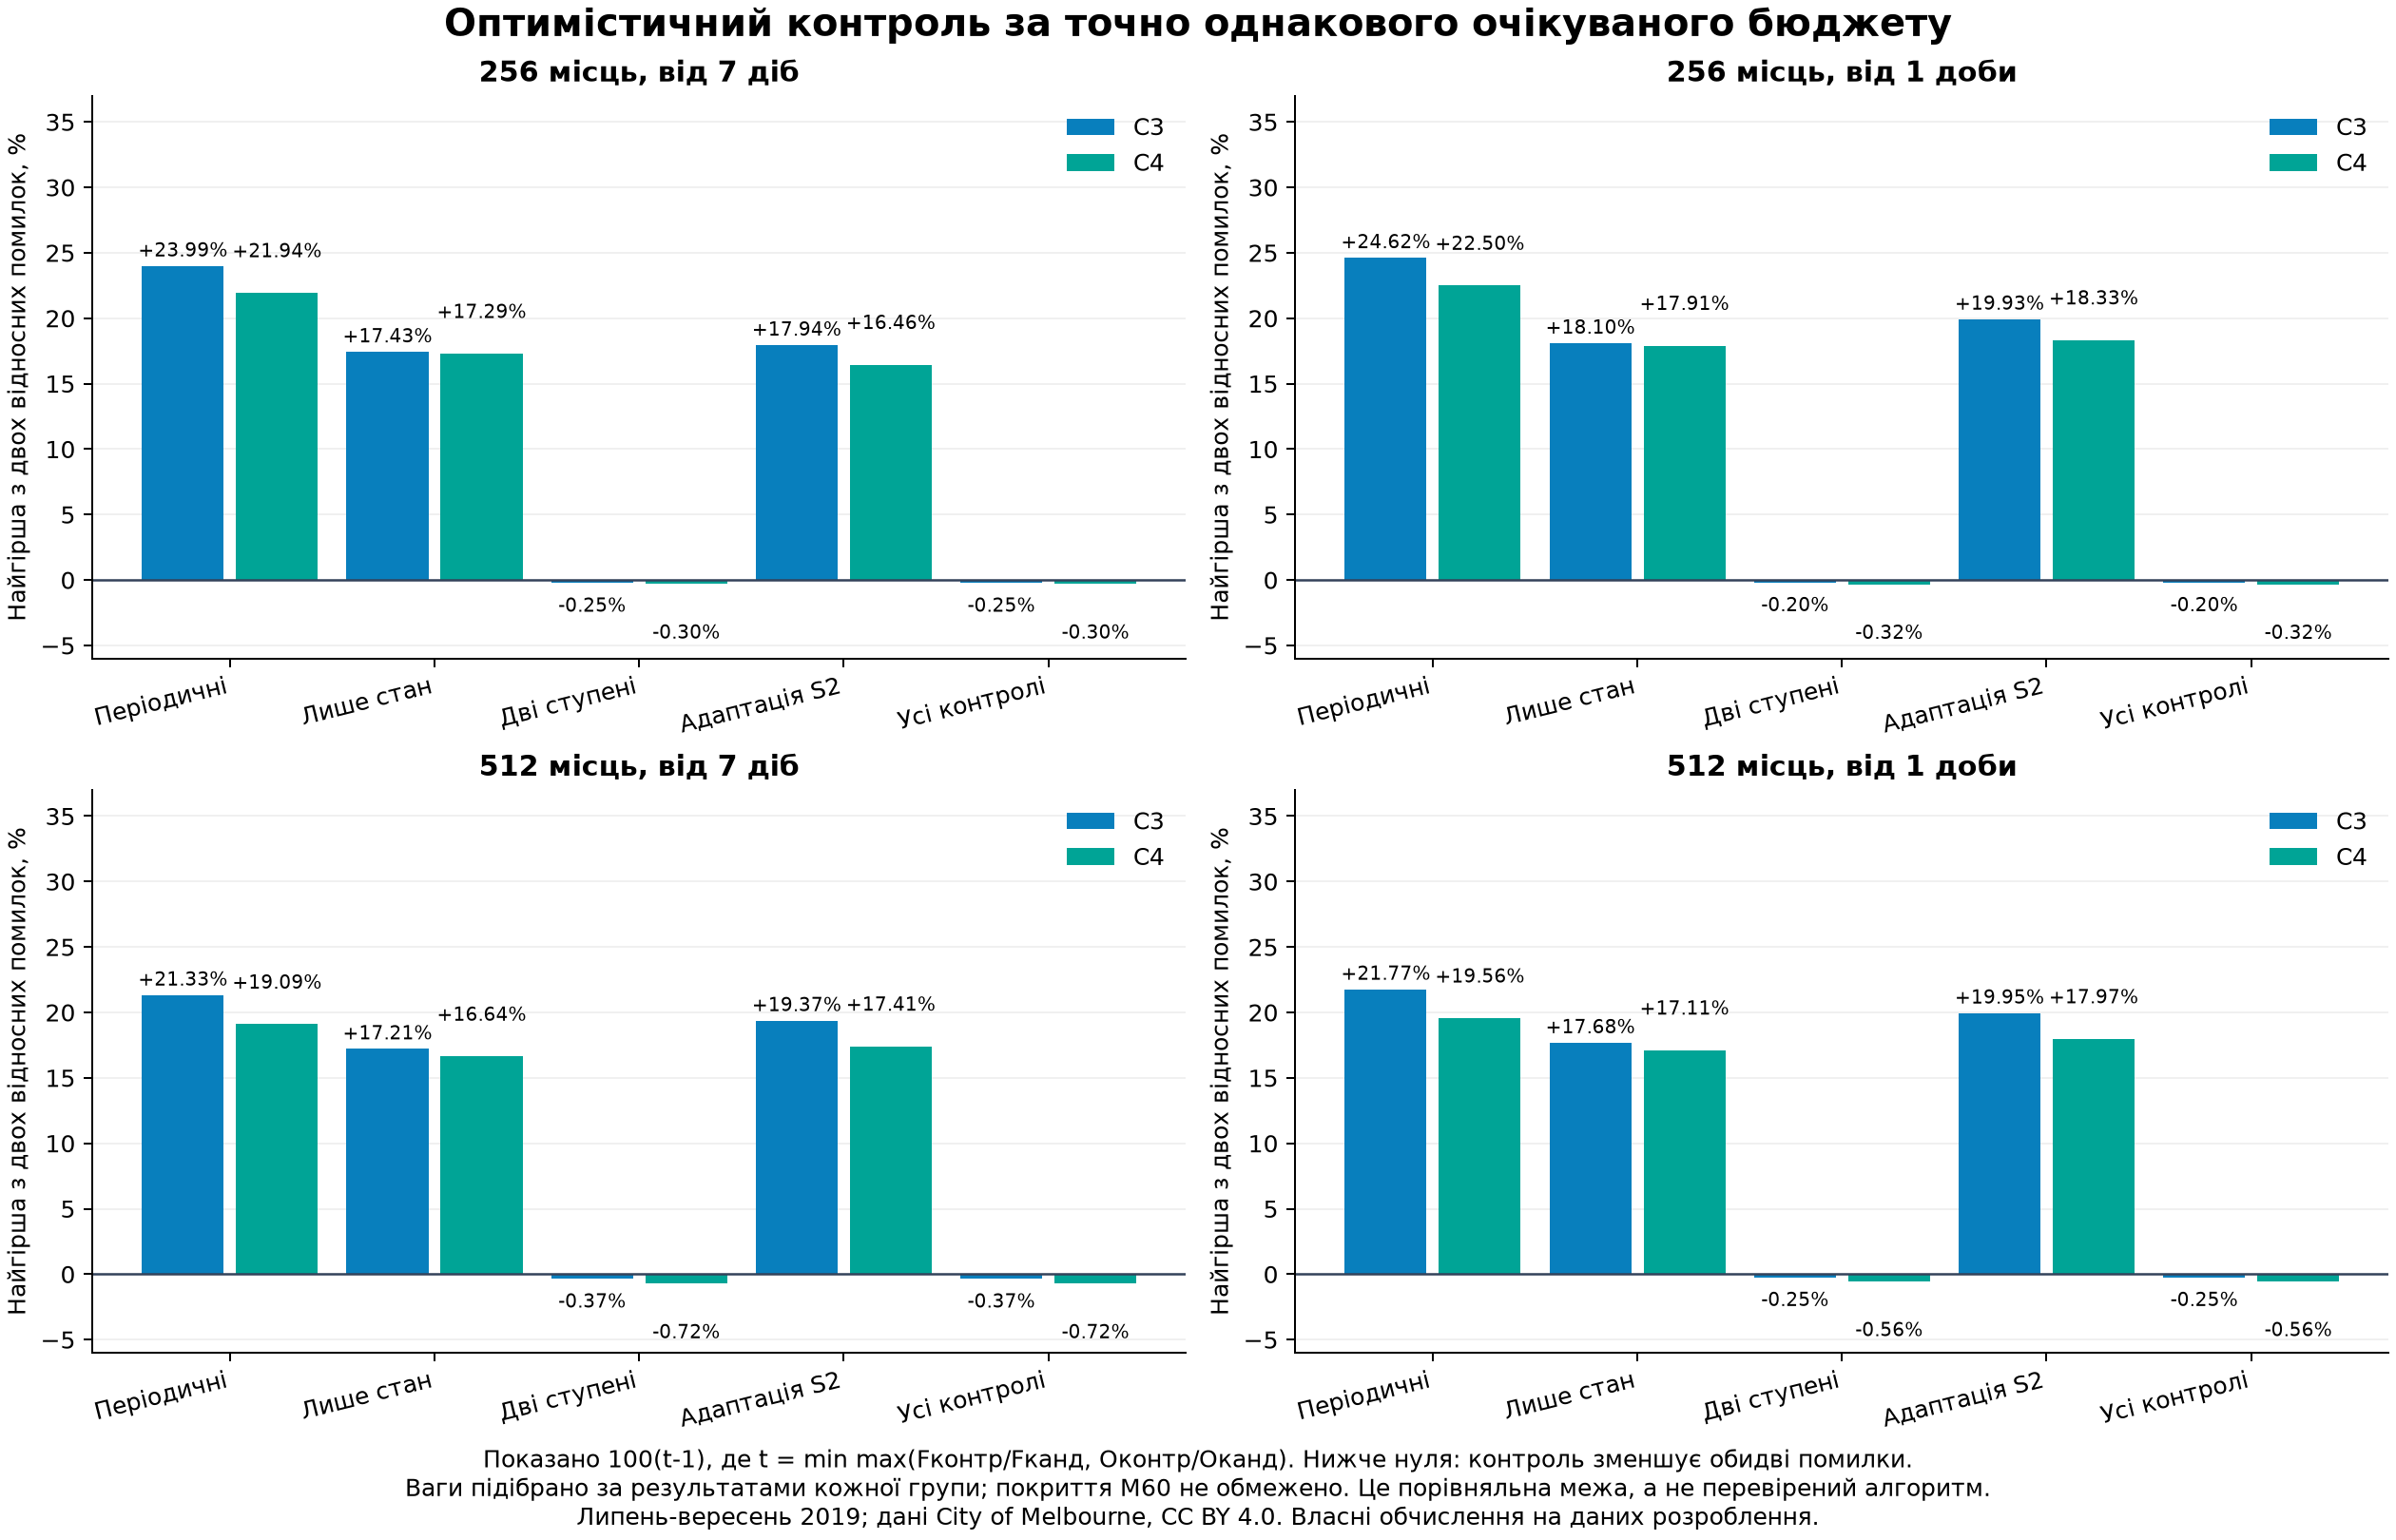 Оптимістичний контроль за точно однакового очікуваного бюджету
256 місць, від 7 діб
Найгірша з двох відносних помилок, %
35
30
25
20
15
10
5
0
−5
C3
C4
+23.99% +21.94%
+17.43%
+17.29%
-0.25%
-0.30%
+17.94% +16.46%
-0.25%
-0.30%
Періодичні
Лише стан
Дві ступені
Адаптація S2
Усі контролі
256 місць, від 1 доби
Найгірша з двох відносних помилок, %
35
30
25
20
15
10
5
0
−5
C3
C4
+24.62% +22.50%
+18.10%
+17.91%
-0.20%
-0.32%
+19.93% +18.33%
-0.20%
-0.32%
Періодичні
Лише стан
Дві ступені
Адаптація S2
Усі контролі
512 місць, від 7 діб
Найгірша з двох відносних помилок, %
35
30
25
20
15
10
5
0
−5
C3
C4
+21.33% +19.09%
+17.21%
+16.64%
-0.37%
-0.72%
+19.37% +17.41%
-0.37%
-0.72%
Періодичні
Лише стан
Дві ступені
Адаптація S2
Усі контролі
512 місць, від 1 доби
Найгірша з двох відносних помилок, %
35
30
25
20
15
10
5
0
−5
C3
C4
+21.77% +19.56%
+17.68%
+17.11%
-0.25%
-0.56%
+19.95% +17.97%
-0.25%
-0.56%
Періодичні
Лише стан
Дві ступені
Адаптація S2
Усі контролі
Показано 100(t-1), де t = min max(Fконтр/Fканд, Oконтр/Oканд). Нижче нуля: контроль зменшує обидві помилки.
Ваги підібрано за результатами кожної групи; покриття M60 не обмежено. Це порівняльна межа, а не перевірений алгоритм.
Липень-вересень 2019; дані City of Melbourne, CC BY 4.0. Власні обчислення на даних розроблення.